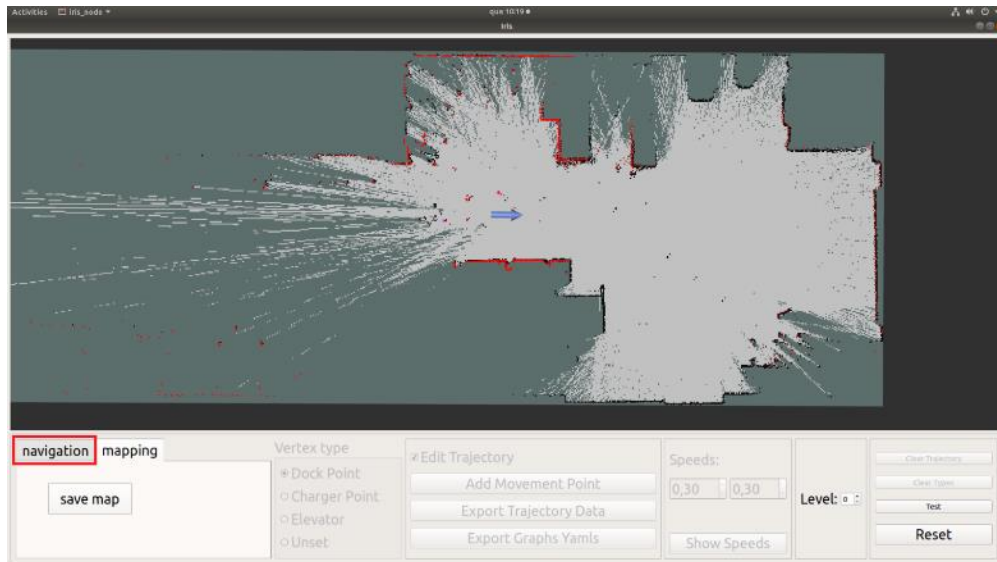 Activities Iris_node
qui 10:19
Iris
navigation mapping
save map
Vertex type
Dock Point
Charger Point
Elevator
Unset
Edit Trajectory
Add Movement Point
Export Trajectory Data
Export Graphs Yamls
Speeds:
0,30 0,30
Show Speeds
Level: 0
Clear Trajectory
Clear Types
Test
Reset